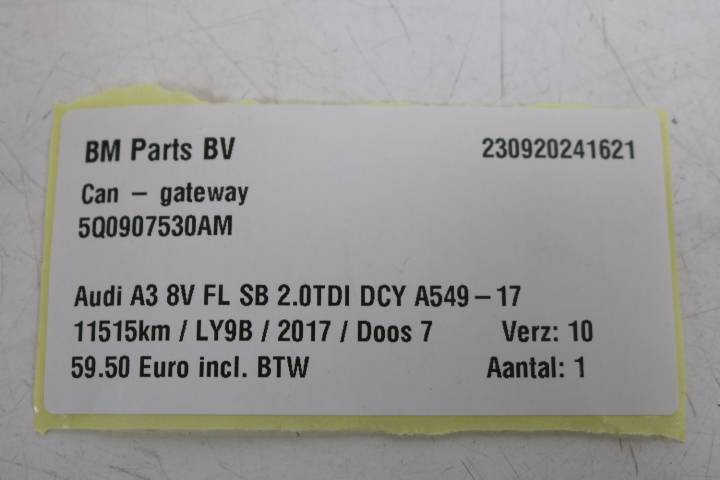 BM Parts BV 230920241621
Can – gateway
5Q0907530AM
Audi A3 8V FL SB 2.0TDI DCY A549 – 17
11515km / LY9B / 2017 / Doos 7 Verz: 10
59.50 Euro incl. BTW Aantal: 1